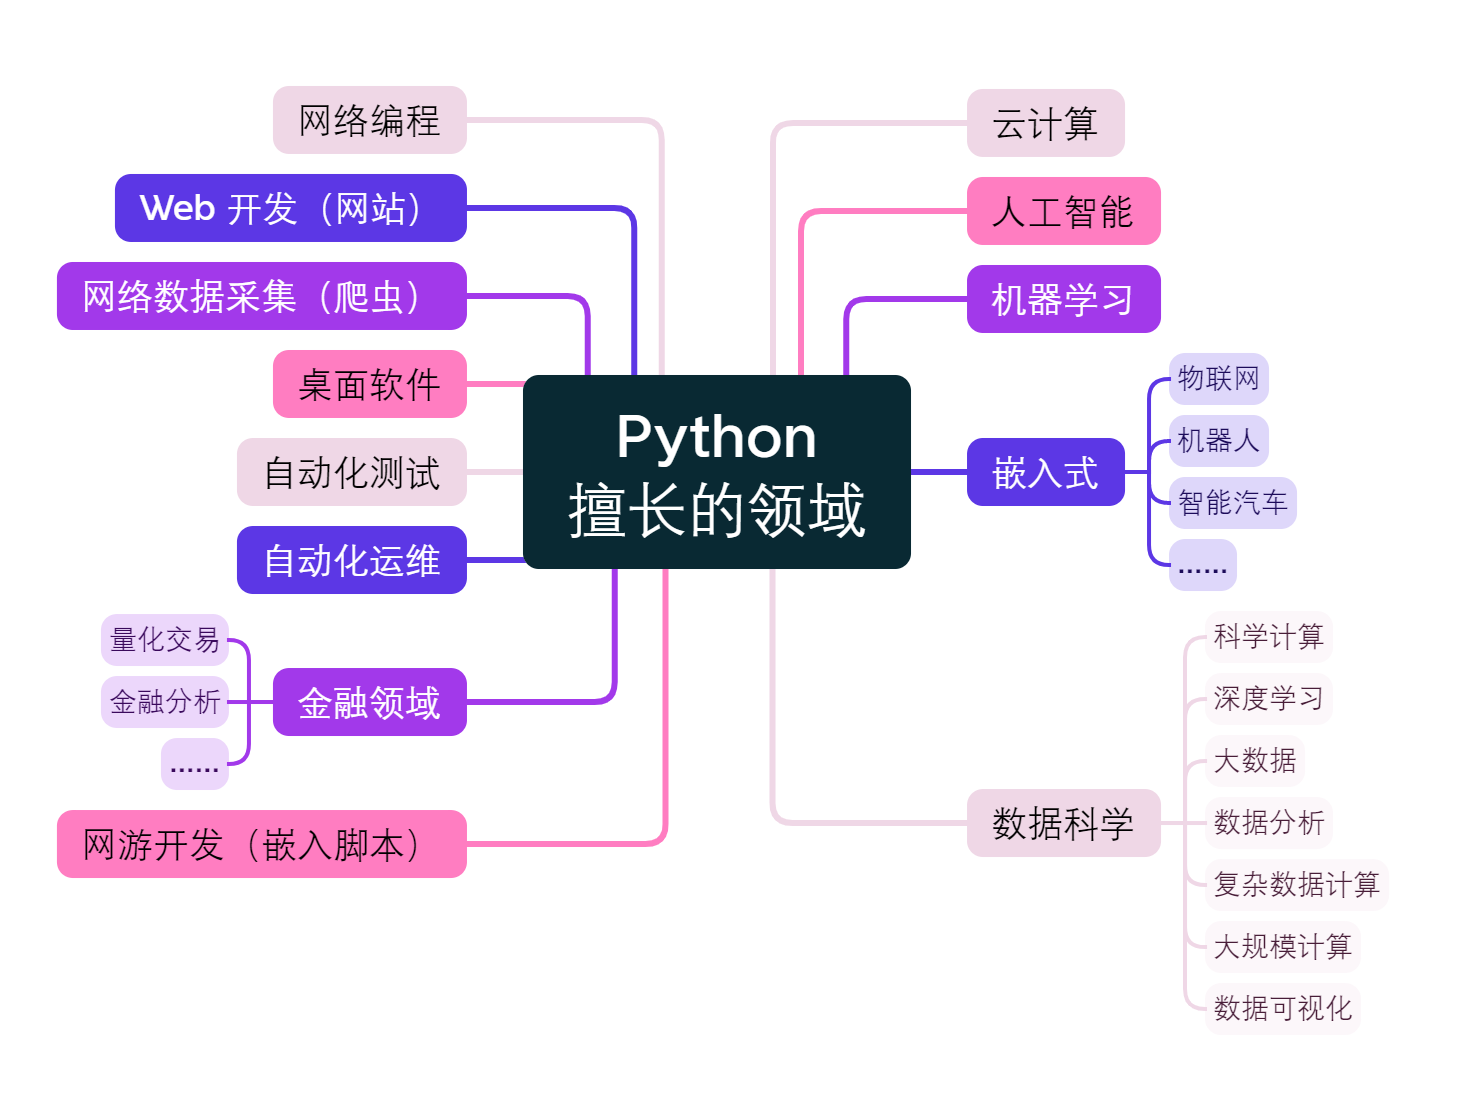 Python
擅长的领域
网络编程
Web 开发（网站）
网络数据采集（爬虫）
桌面软件
自动化测试
自动化运维
金融领域
量化交易
金融分析
……
网游开发（嵌入脚本）
云计算
人工智能
机器学习
嵌入式
物联网
机器人
智能汽车
……
数据科学
科学计算
深度学习
大数据
数据分析
复杂数据计算
大规模计算
数据可视化